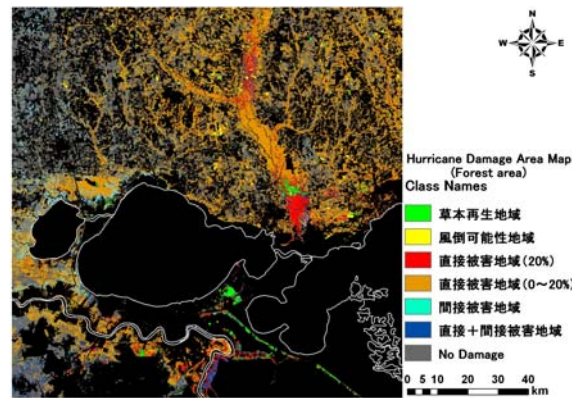 N
W E
S
Hurricane Damage Area Map
(Forest area)
Class Names
草本再生地域
風倒可能性地域
直接被害地域(20%)
直接被害地域(0～20%)
間接被害地域
直接＋間接被害地域
No Damage
0 5 10 20 30 40
km